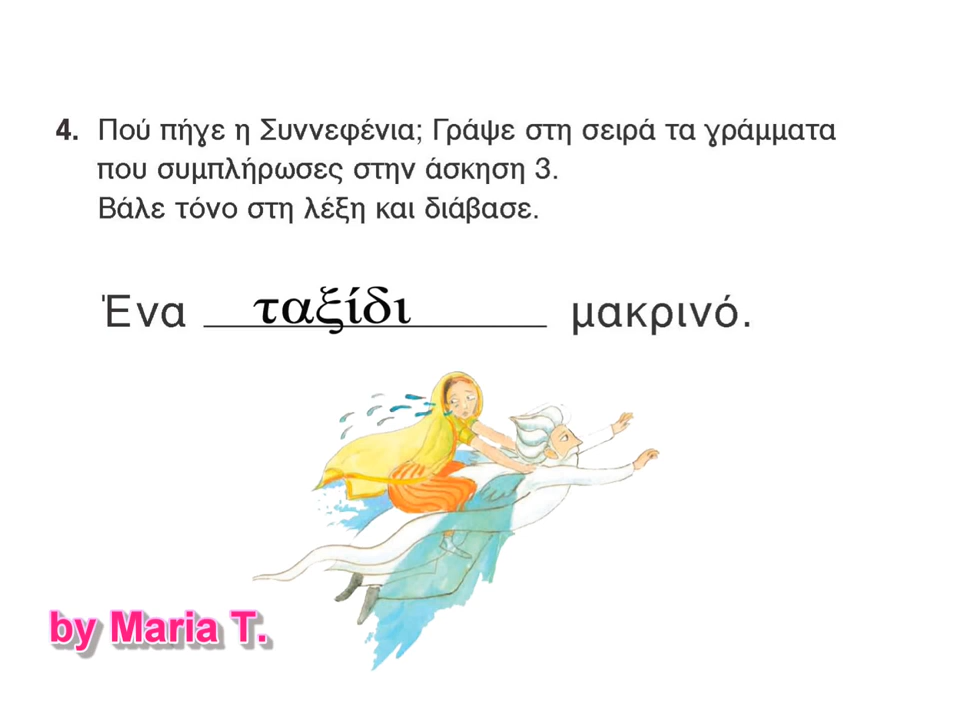 4. Πού πήγε η Συννεφένια; Γράψε στη σειρά τα γράμματα
που συμπλήρωσες στην άσκηση 3.
Βάλε τόνο στη λέξη και διάβασε.
Ένα ταξίδι μακρινό.
by Maria T.